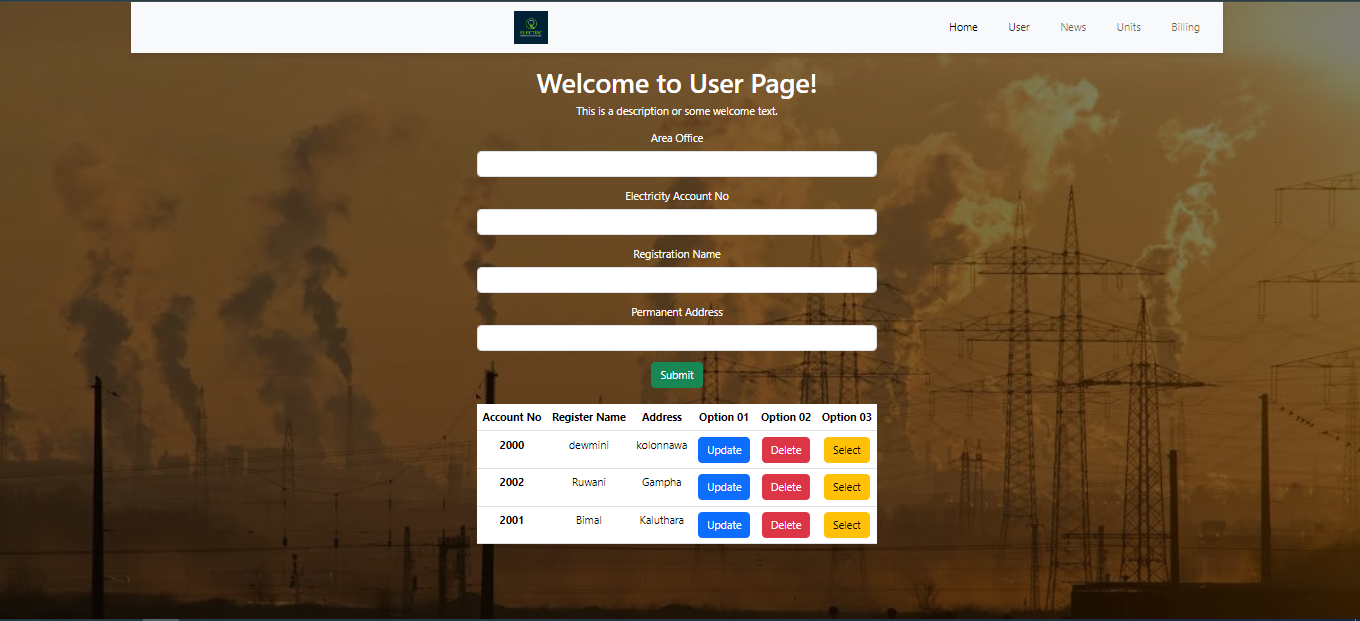 ELECTRIC
Home User News Units Billing
Welcome to User Page!
This is a description or some welcome text.
Area Office
Electricity Account No
Registration Name
Permanent Address
Submit
Account No Register Name Address Option 01 Option 02 Option 03
2000 dewmini kolonnawa Update Delete Select
2002 Ruwani Gampha Update Delete Select
2001 Bimal Kaluthara Update Delete Select